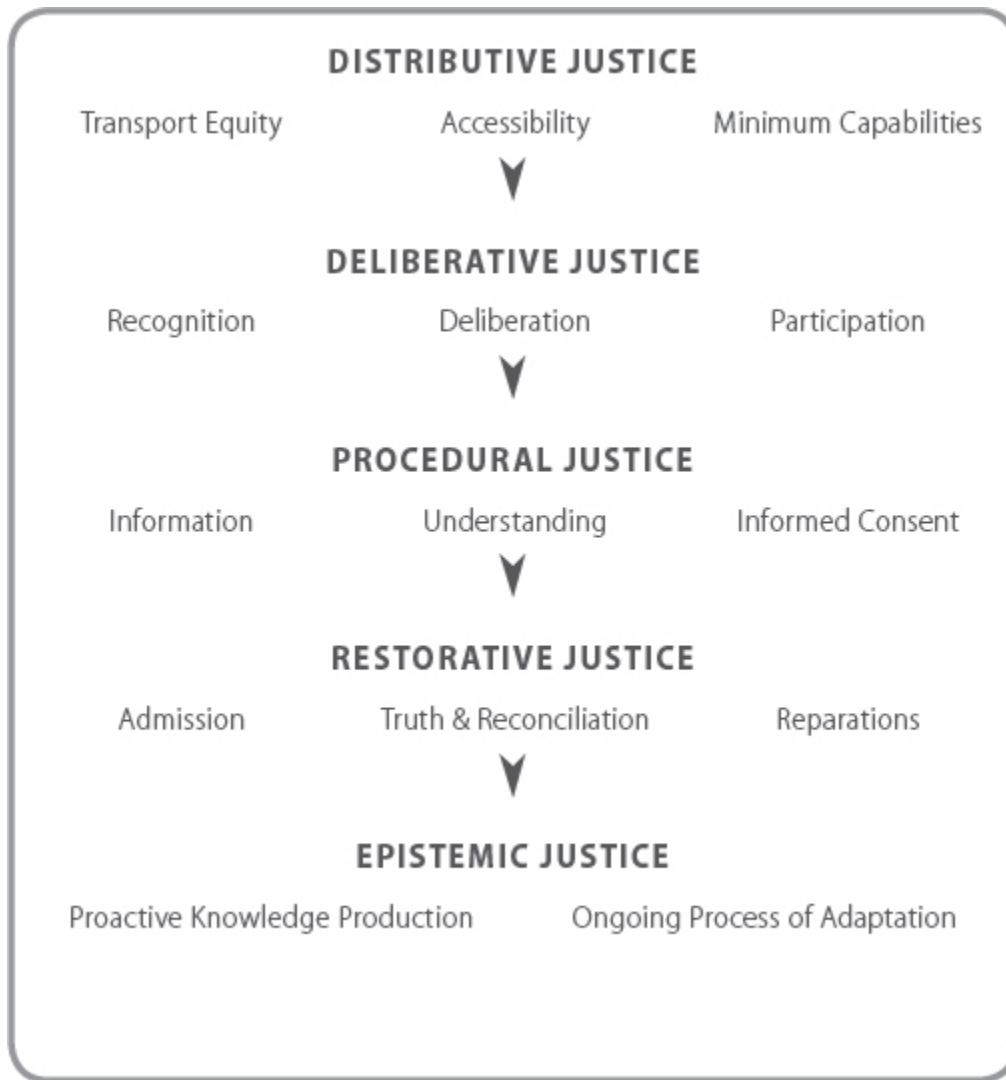 DISTRIBUTIVE JUSTICE
Transport Equity Accessibility Minimum Capabilities
DELIBERATIVE JUSTICE
Recognition Deliberation Participation
PROCEDURAL JUSTICE
Information Understanding Informed Consent
RESTORATIVE JUSTICE
Admission Truth & Reconciliation Reparations
EPISTEMIC JUSTICE
Proactive Knowledge Production Ongoing Process of Adaptation